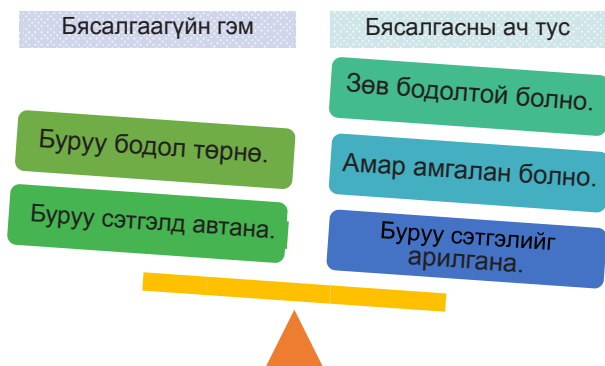 Бясалгаагүйн гэм
Буруу бодол төрнө.
Буруу сэтгэлд автана.
Бясалгасны ач тус
Зөв бодолтой болно.
Амар амгалан болно.
Буруу сэтгэлийг
арилгана.